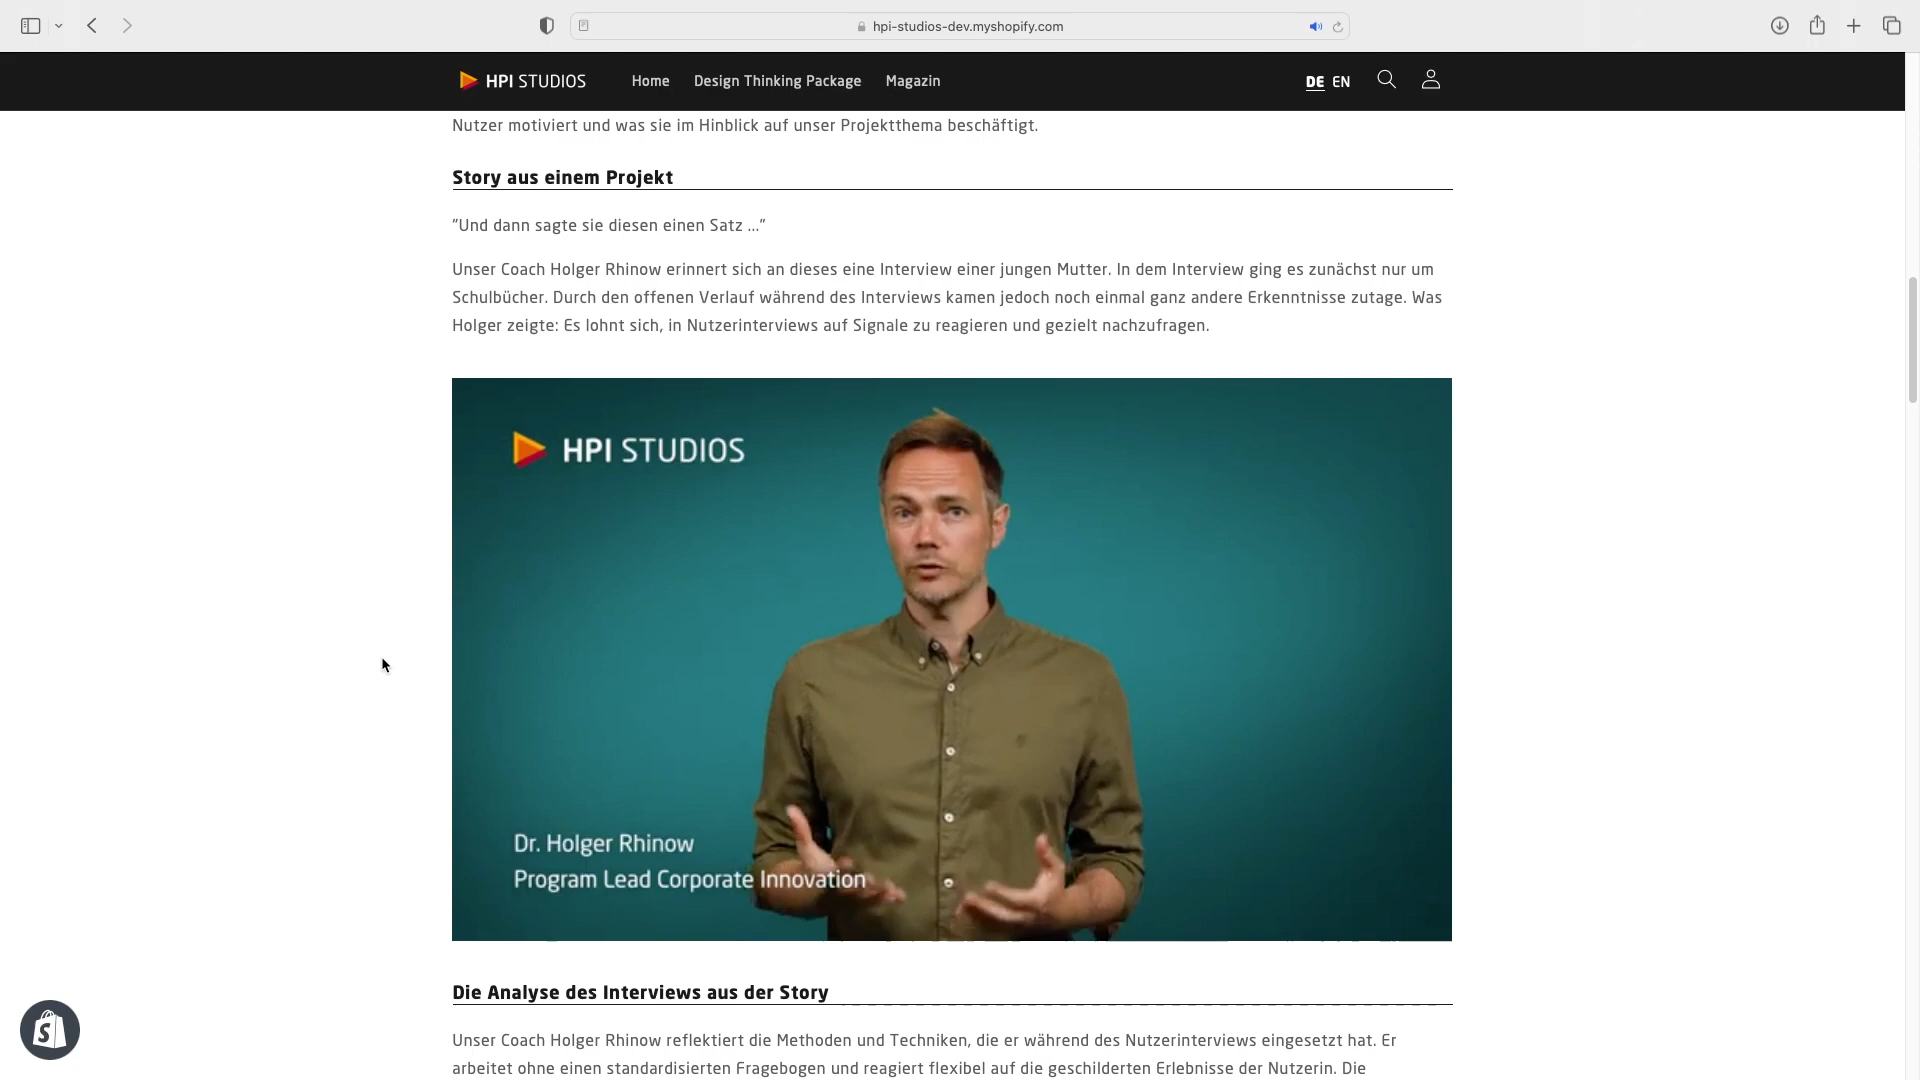 hpi-studios-dev.myshopify.com
HPI STUDIOS
Home
Design Thinking Package
Magazin
DE EN
Nutzer motiviert und was sie im Hinblick auf unser Projektthema beschäftigt.
Story aus einem Projekt
"Und dann sagte sie diesen einen Satz ..."
Unser Coach Holger Rhinow erinnert sich an dieses eine Interview einer jungen Mutter. In dem Interview ging es zunächst nur um
Schulbücher. Durch den offenen Verlauf während des Interviews kamen jedoch noch einmal ganz andere Erkenntnisse zutage. Was
Holger zeigte: Es lohnt sich, in Nutzerinterviews auf Signale zu reagieren und gezielt nachzufragen.
HPI STUDIOS
Dr. Holger Rhinow
Program Lead Corporate Innovation
Die Analyse des Interviews aus der Story
Unser Coach Holger Rhinow reflektiert die Methoden und Techniken, die er während des Nutzerinterviews eingesetzt hat. Er
arbeitet ohne einen standardisierten Fragebogen und reagiert flexibel auf die geschilderten Erlebnisse der Nutzerin. Die